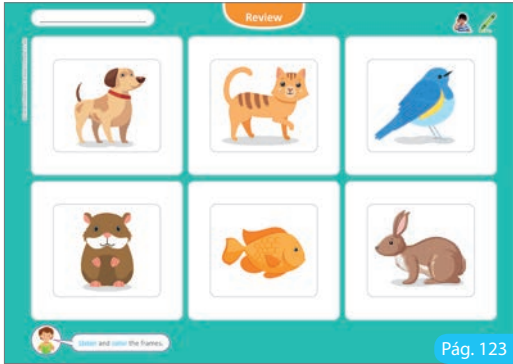 Review
Listen and color the frames.
Pág. 123